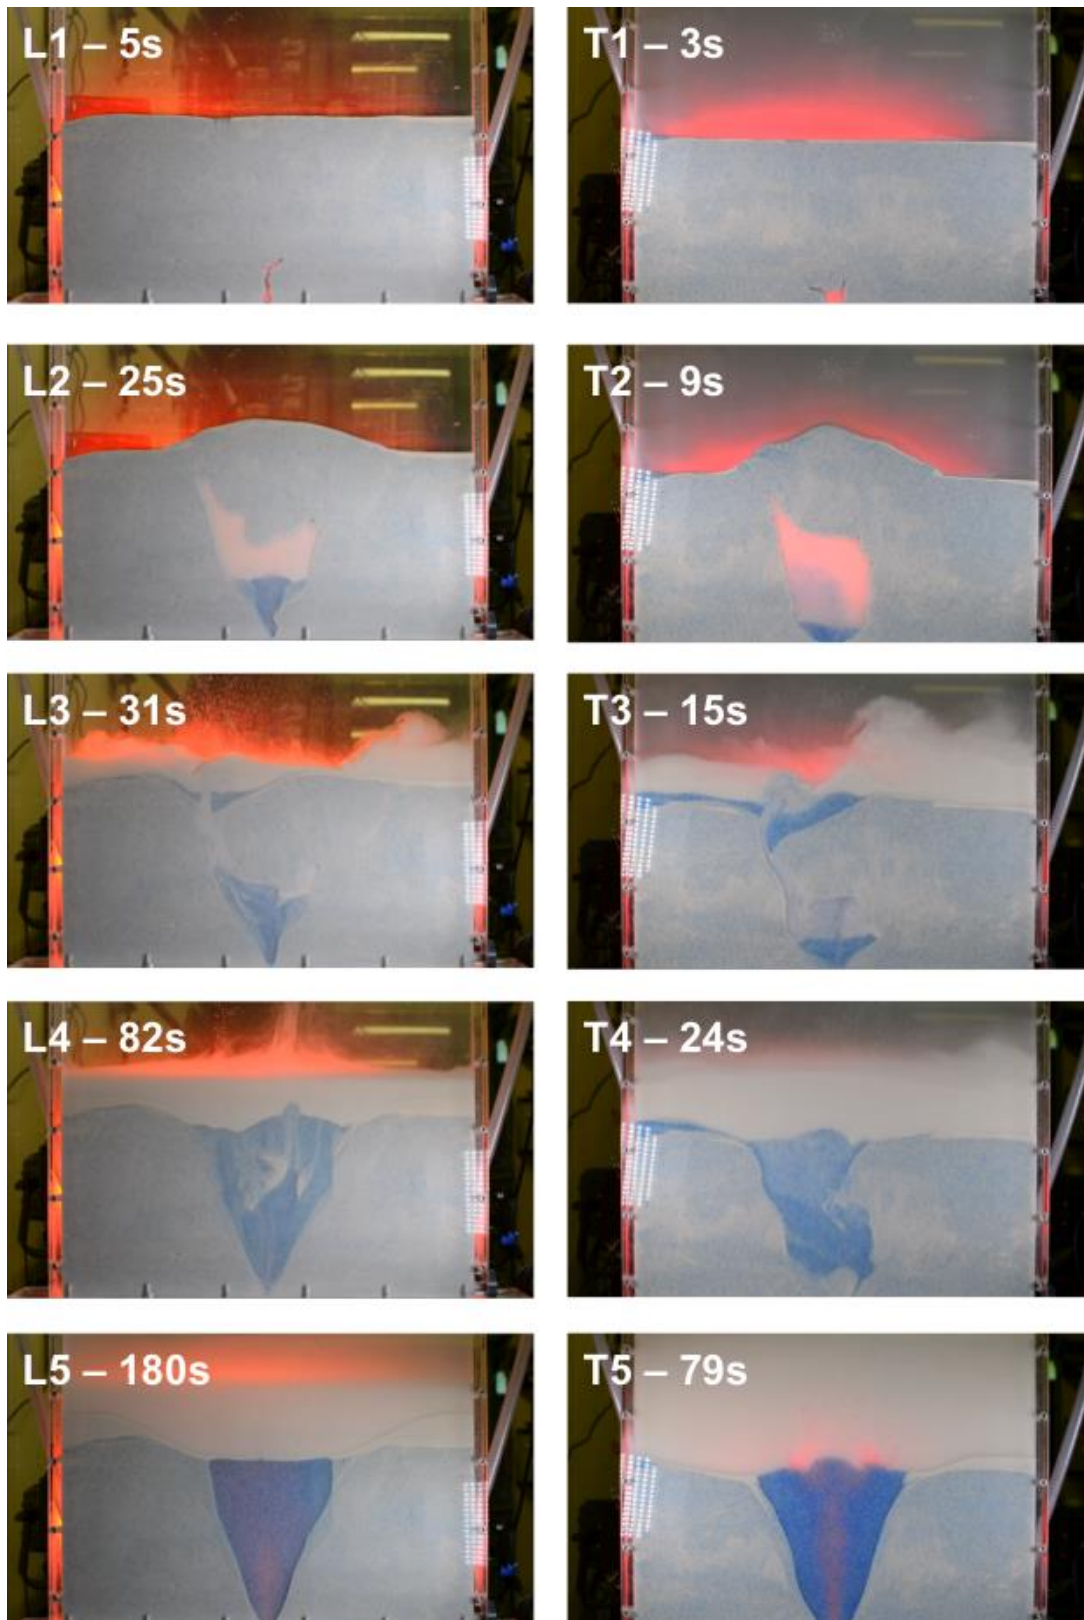 L1 – 5s
T1 – 3s
L2 – 25s
T2 – 9s
L3 – 31s
T3 – 15s
L4 – 82s
T4 – 24s
L5 – 180s
T5 – 79s